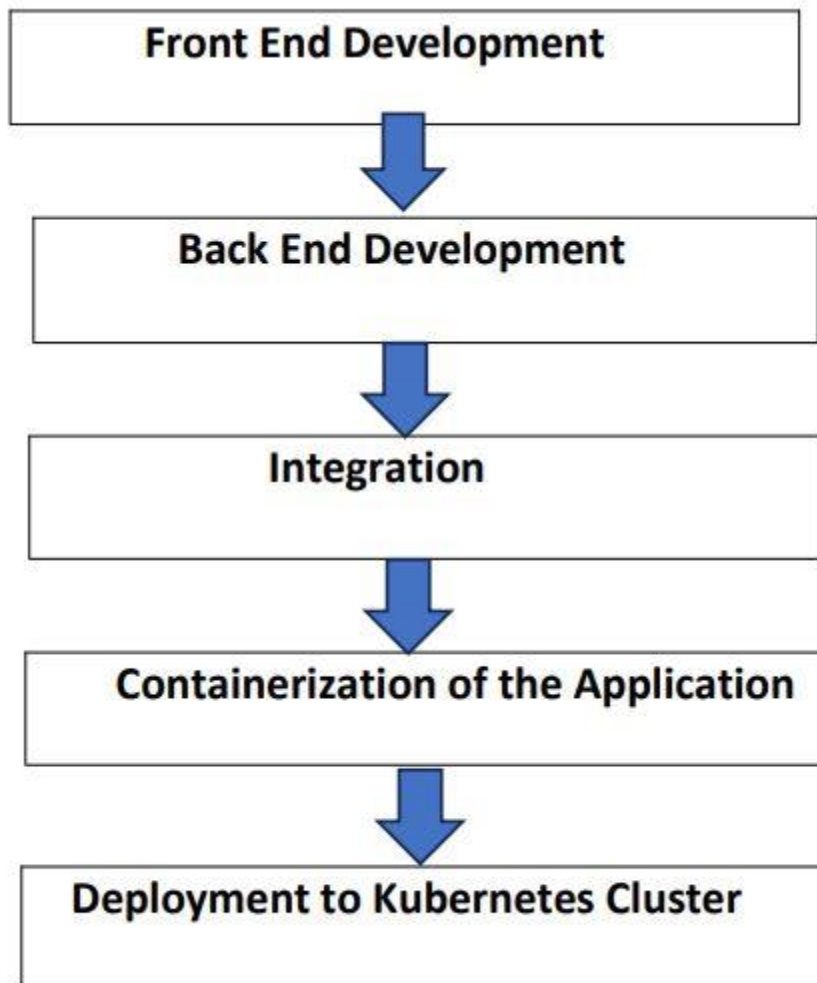 Front End Development
Back End Development
Integration
Containerization of the Application
Deployment to Kubernetes Cluster